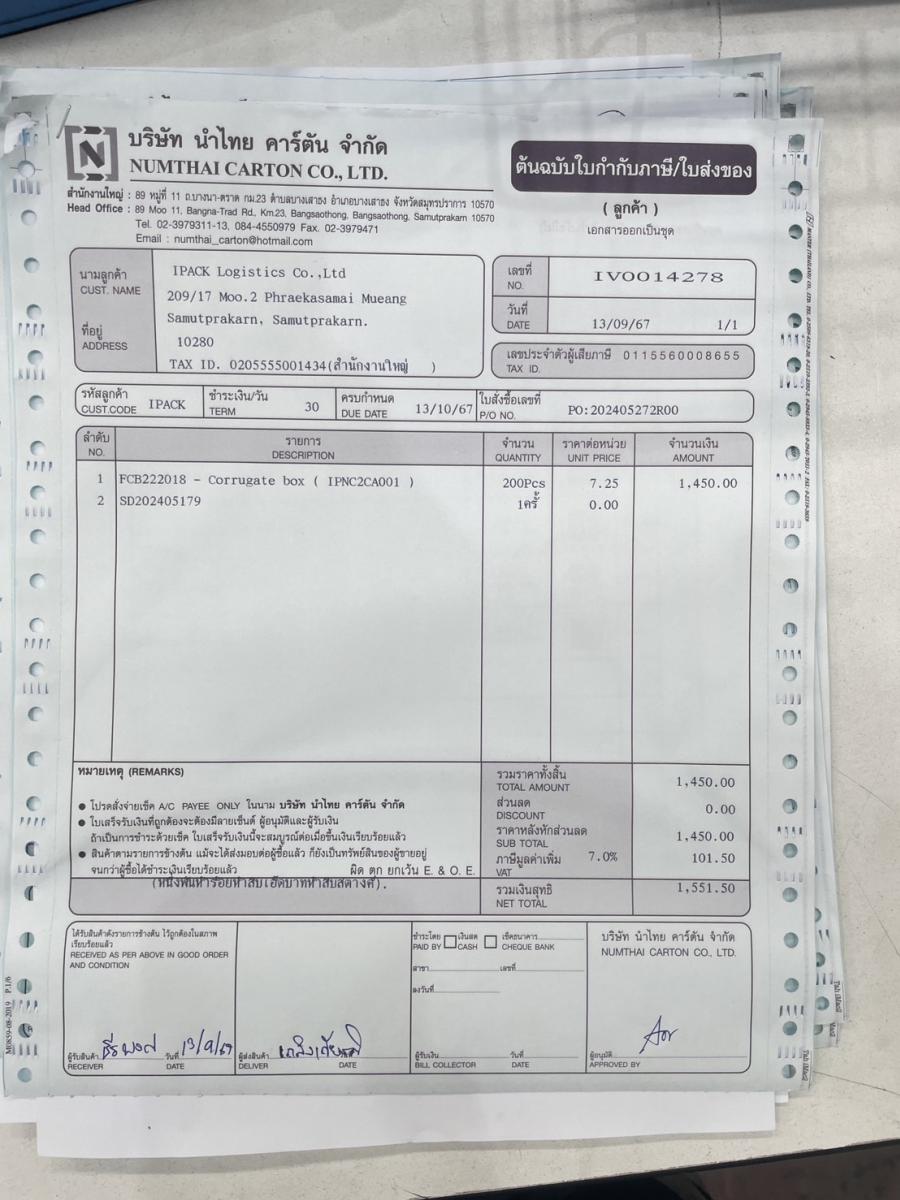 บริษัท นำไทย คาร์ตัน จำกัด
NUMTHAI CARTON CO., LTD.
สำนักงานใหญ่ : 89 หมู่ที่ 11 ถ.บางนา-ตราด กม.23 ตำบลบางเสาธง อำเภอบางเสาธง จังหวัดสมุทรปราการ 10570
Head Office : 89 Moo 11, Bangna-Trad Rd., Km.23, Bangsaothong, Bangsaothong, Samutprakarn 10570
Tel. 02-3979311-13, 084-4550979 Fax. 02-3979471
Email : numthai_carton@hotmail.com
ต้นฉบับใบกำกับภาษี/ใบส่งของ
( ลูกค้า )
เอกสารออกเป็นชุด
นามลูกค้า
CUST. NAME
IPACK Logistics Co.,Ltd
209/17 Moo.2 Phraekasamai Mueang
Samutprakarn, Samutprakarn.
ที่อยู่
ADDRESS
10280
TAX ID. 0205555001434(สำนักงานใหญ่ )
เลขที่
NO.
IV0014278
วันที่
DATE
13/09/67 1/1
เลขประจำตัวผู้เสียภาษี 0115560008655
TAX ID.
รหัสลูกค้า
CUST.CODE IPACK
ชำระเงิน/วัน
TERM 30
ครบกำหนด
DUE DATE 13/10/67
ใบสั่งซื้อเลขที่
P/O NO. PO:202405272R00
ลำดับ รายการ จำนวน ราคาต่อหน่วย จำนวนเงิน
NO. DESCRIPTION QUANTITY UNIT PRICE AMOUNT
1 FCB222018 - Corrugate box ( IPNC2CA001 ) 200Pcs 7.25 1,450.00
2 SD202405179 1ครั้ง 0.00
หมายเหตุ (REMARKS)
● โปรดสั่งจ่ายเช็ค A/C PAYEE ONLY ในนาม บริษัท นำไทย คาร์ตัน จำกัด
● ใบเสร็จรับเงินที่ถูกต้องจะต้องมีลายเซ็นต์ ผู้อนุมัติและผู้รับเงิน
ถ้าเป็นการชำระด้วยเช็ค ใบเสร็จรับเงินนี้จะสมบูรณ์ต่อเมื่อขึ้นเงินเรียบร้อยแล้ว
● สินค้าตามรายการข้างต้น แม้จะได้ส่งมอบต่อผู้ซื้อแล้ว ก็ยังเป็นทรัพย์สินของผู้ขายอยู่
จนกว่าผู้ซื้อได้ชำระเงินเรียบร้อยแล้ว ผิด ตก ยกเว้น E. & O. E.
(หนึ่งพันห้าร้อยห้าสิบเอ็ดบาทห้าสิบสตางค์).
รวมราคาทั้งสิ้น
TOTAL AMOUNT 1,450.00
ส่วนลด
DISCOUNT 0.00
ราคาหลังหักส่วนลด
SUB TOTAL 1,450.00
ภาษีมูลค่าเพิ่ม 7.0% 101.50
VAT
รวมเงินสุทธิ
NET TOTAL 1,551.50
ได้รับสินค้าดังรายการข้างต้น ไว้ถูกต้องในสภาพ
เรียบร้อยแล้ว
RECEIVED AS PER ABOVE IN GOOD ORDER
AND CONDITION
ผู้รับสินค้า ธีรพงศ์ วันที่ 13/9/67
RECEIVER DATE
ผู้ส่งสินค้า วันที่
DELIVER DATE
ชำระโดย เงินสด เช็คธนาคาร
PAID BY CASH CHEQUE BANK
สาขา เลขที่
ลงวันที่
ผู้รับเงิน วันที่
BILL COLLECTOR DATE
บริษัท นำไทย คาร์ตัน จำกัด
NUMTHAI CARTON CO., LTD.
ผู้อนุมัติ
APPROVED BY
M0859-08-2019 P.1/6